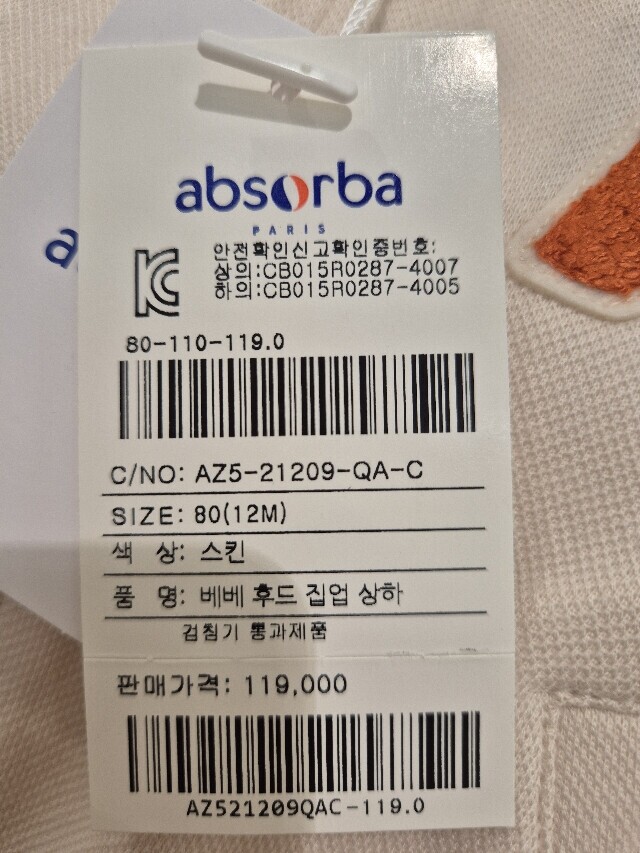 absorba
PARIS
안전확인신고확인증번호:
상의:CB015R0287-4007
하의:CB015R0287-4005
80-110-119.0
C/NO: AZ5-21209-QA-C
SIZE: 80(12M)
색 상: 스킨
품 명: 베베 후드 집업 상하
검침기 통과제품
판매가격: 119,000
AZ521209QAC-119.0
a